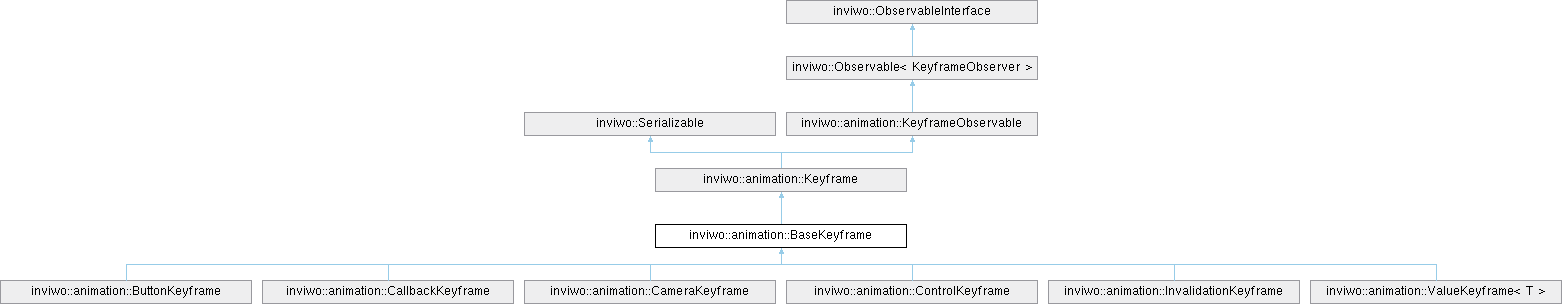 inviwo::ObservableInterface
inviwo::Observable< KeyframeObserver >
inviwo::Serializable
inviwo::animation::KeyframeObservable
inviwo::animation::Keyframe
inviwo::animation::BaseKeyframe
inviwo::animation::ButtonKeyframe
inviwo::animation::CallbackKeyframe
inviwo::animation::CameraKeyframe
inviwo::animation::ControlKeyframe
inviwo::animation::InvalidationKeyframe
inviwo::animation::ValueKeyframe< T >